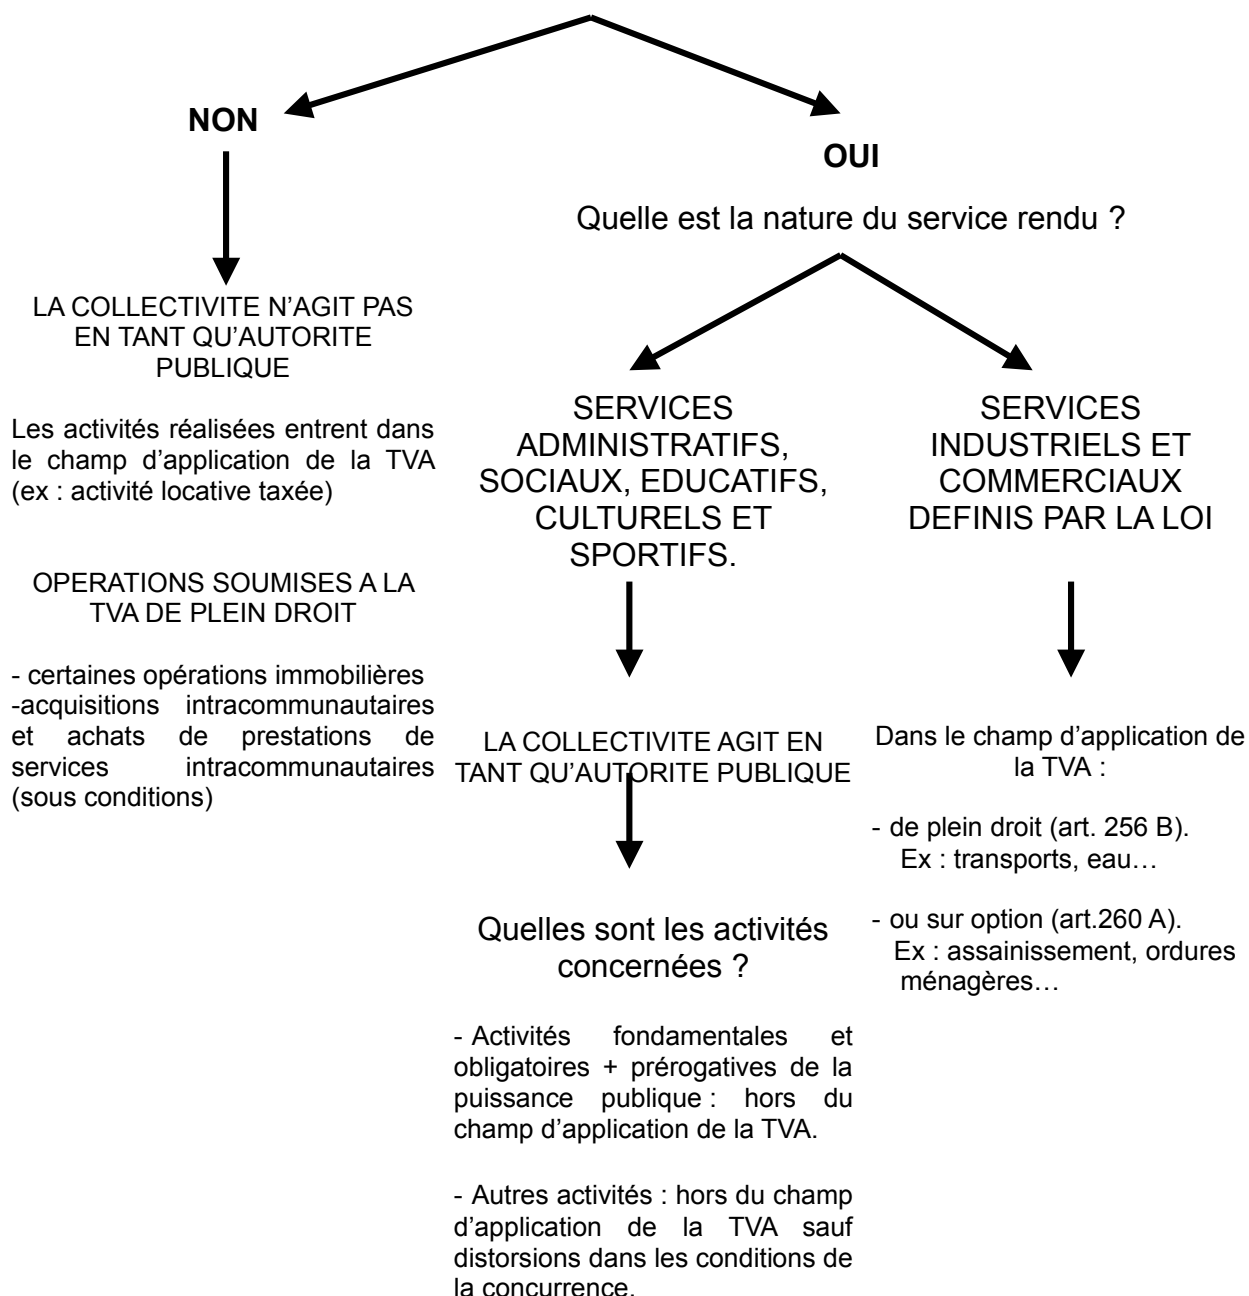 NON
LA COLLECTIVITE N’AGIT PAS
EN TANT QU’AUTORITE
PUBLIQUE
Les activités réalisées entrent dans
le champ d’application de la TVA
(ex : activité locative taxée)
OPERATIONS SOUMISES A LA
TVA DE PLEIN DROIT
- certaines opérations immobilières
-acquisitions intracommunautaires
et achats de prestations de
services intracommunautaires
(sous conditions)
OUI
Quelle est la nature du service rendu ?
SERVICES
ADMINISTRATIFS,
SOCIAUX, EDUCATIFS,
CULTURELS ET
SPORTIFS.
LA COLLECTIVITE AGIT EN
TANT QU’AUTORITE PUBLIQUE
Quelles sont les activités
concernées ?
- Activités fondamentales et
obligatoires + prérogatives de la
puissance publique : hors du
champ d’application de la TVA.
- Autres activités : hors du champ
d’application de la TVA sauf
distorsions dans les conditions de
la concurrence.
SERVICES
INDUSTRIELS ET
COMMERCIAUX
DEFINIS PAR LA LOI
Dans le champ d’application de
la TVA :
- de plein droit (art. 256 B).
Ex : transports, eau…
- ou sur option (art.260 A).
Ex : assainissement, ordures
ménagères…